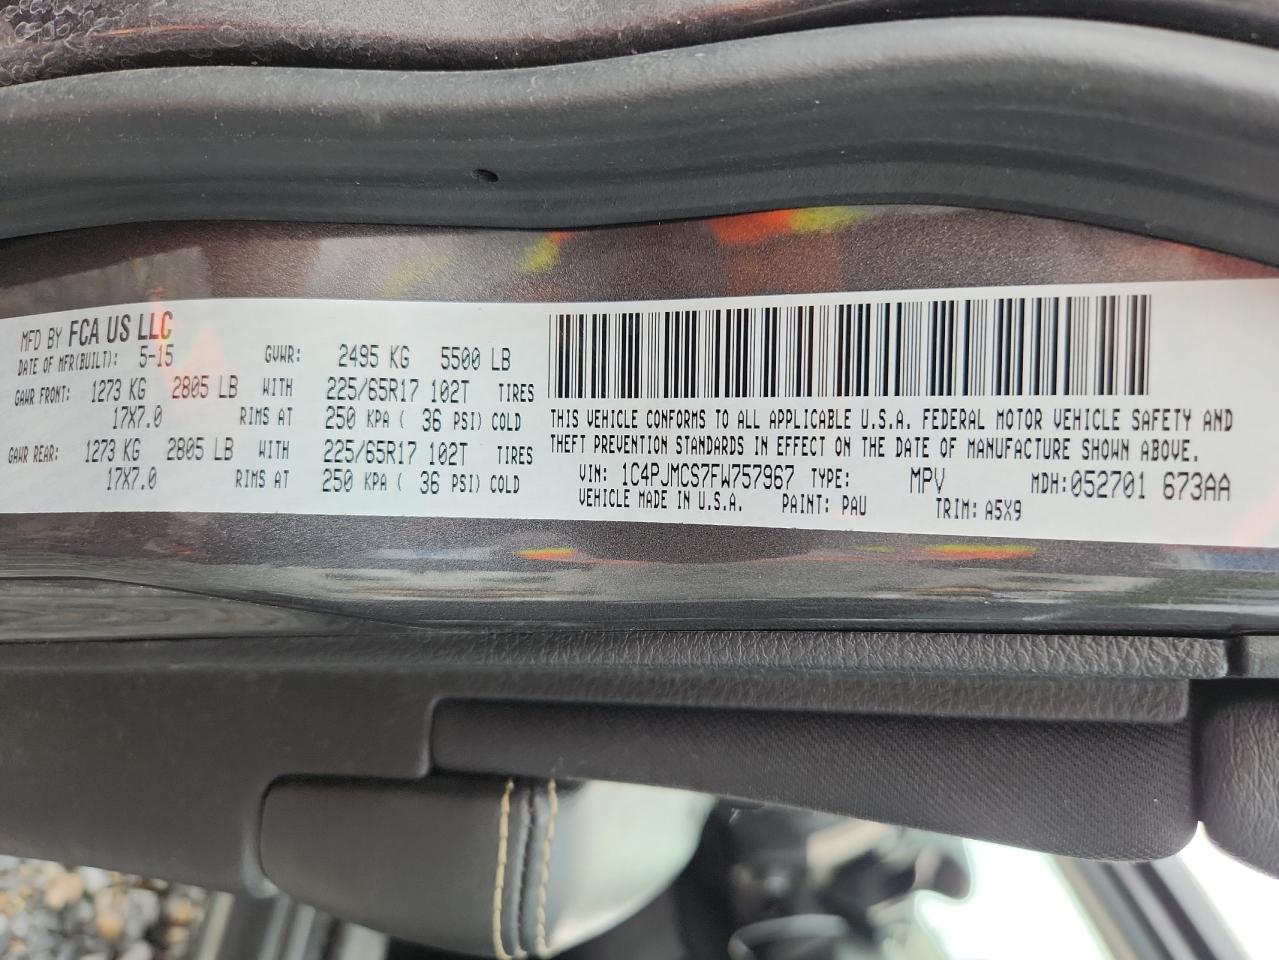 MFD BY FCA US LLC
DATE OF MFR(BUILT): 5-15 GVWR: 2495 KG 5500 LB
GAWR FRONT: 1273 KG 2805 LB WITH 225/65R17 102T TIRES
17X7.0 RIMS AT 250 KPA ( 36 PSI) COLD
GAWR REAR: 1273 KG 2805 LB WITH 225/65R17 102T TIRES
17X7.0 RIMS AT 250 KPA ( 36 PSI) COLD
THIS VEHICLE CONFORMS TO ALL APPLICABLE U.S.A. FEDERAL MOTOR VEHICLE SAFETY AND
THEFT PREVENTION STANDARDS IN EFFECT ON THE DATE OF MANUFACTURE SHOWN ABOVE.
VIN: 1C4PJMCS7FW757967 TYPE: MPV MDH:052701 673AA
VEHICLE MADE IN U.S.A. PAINT: PAU TRIM: A5X9